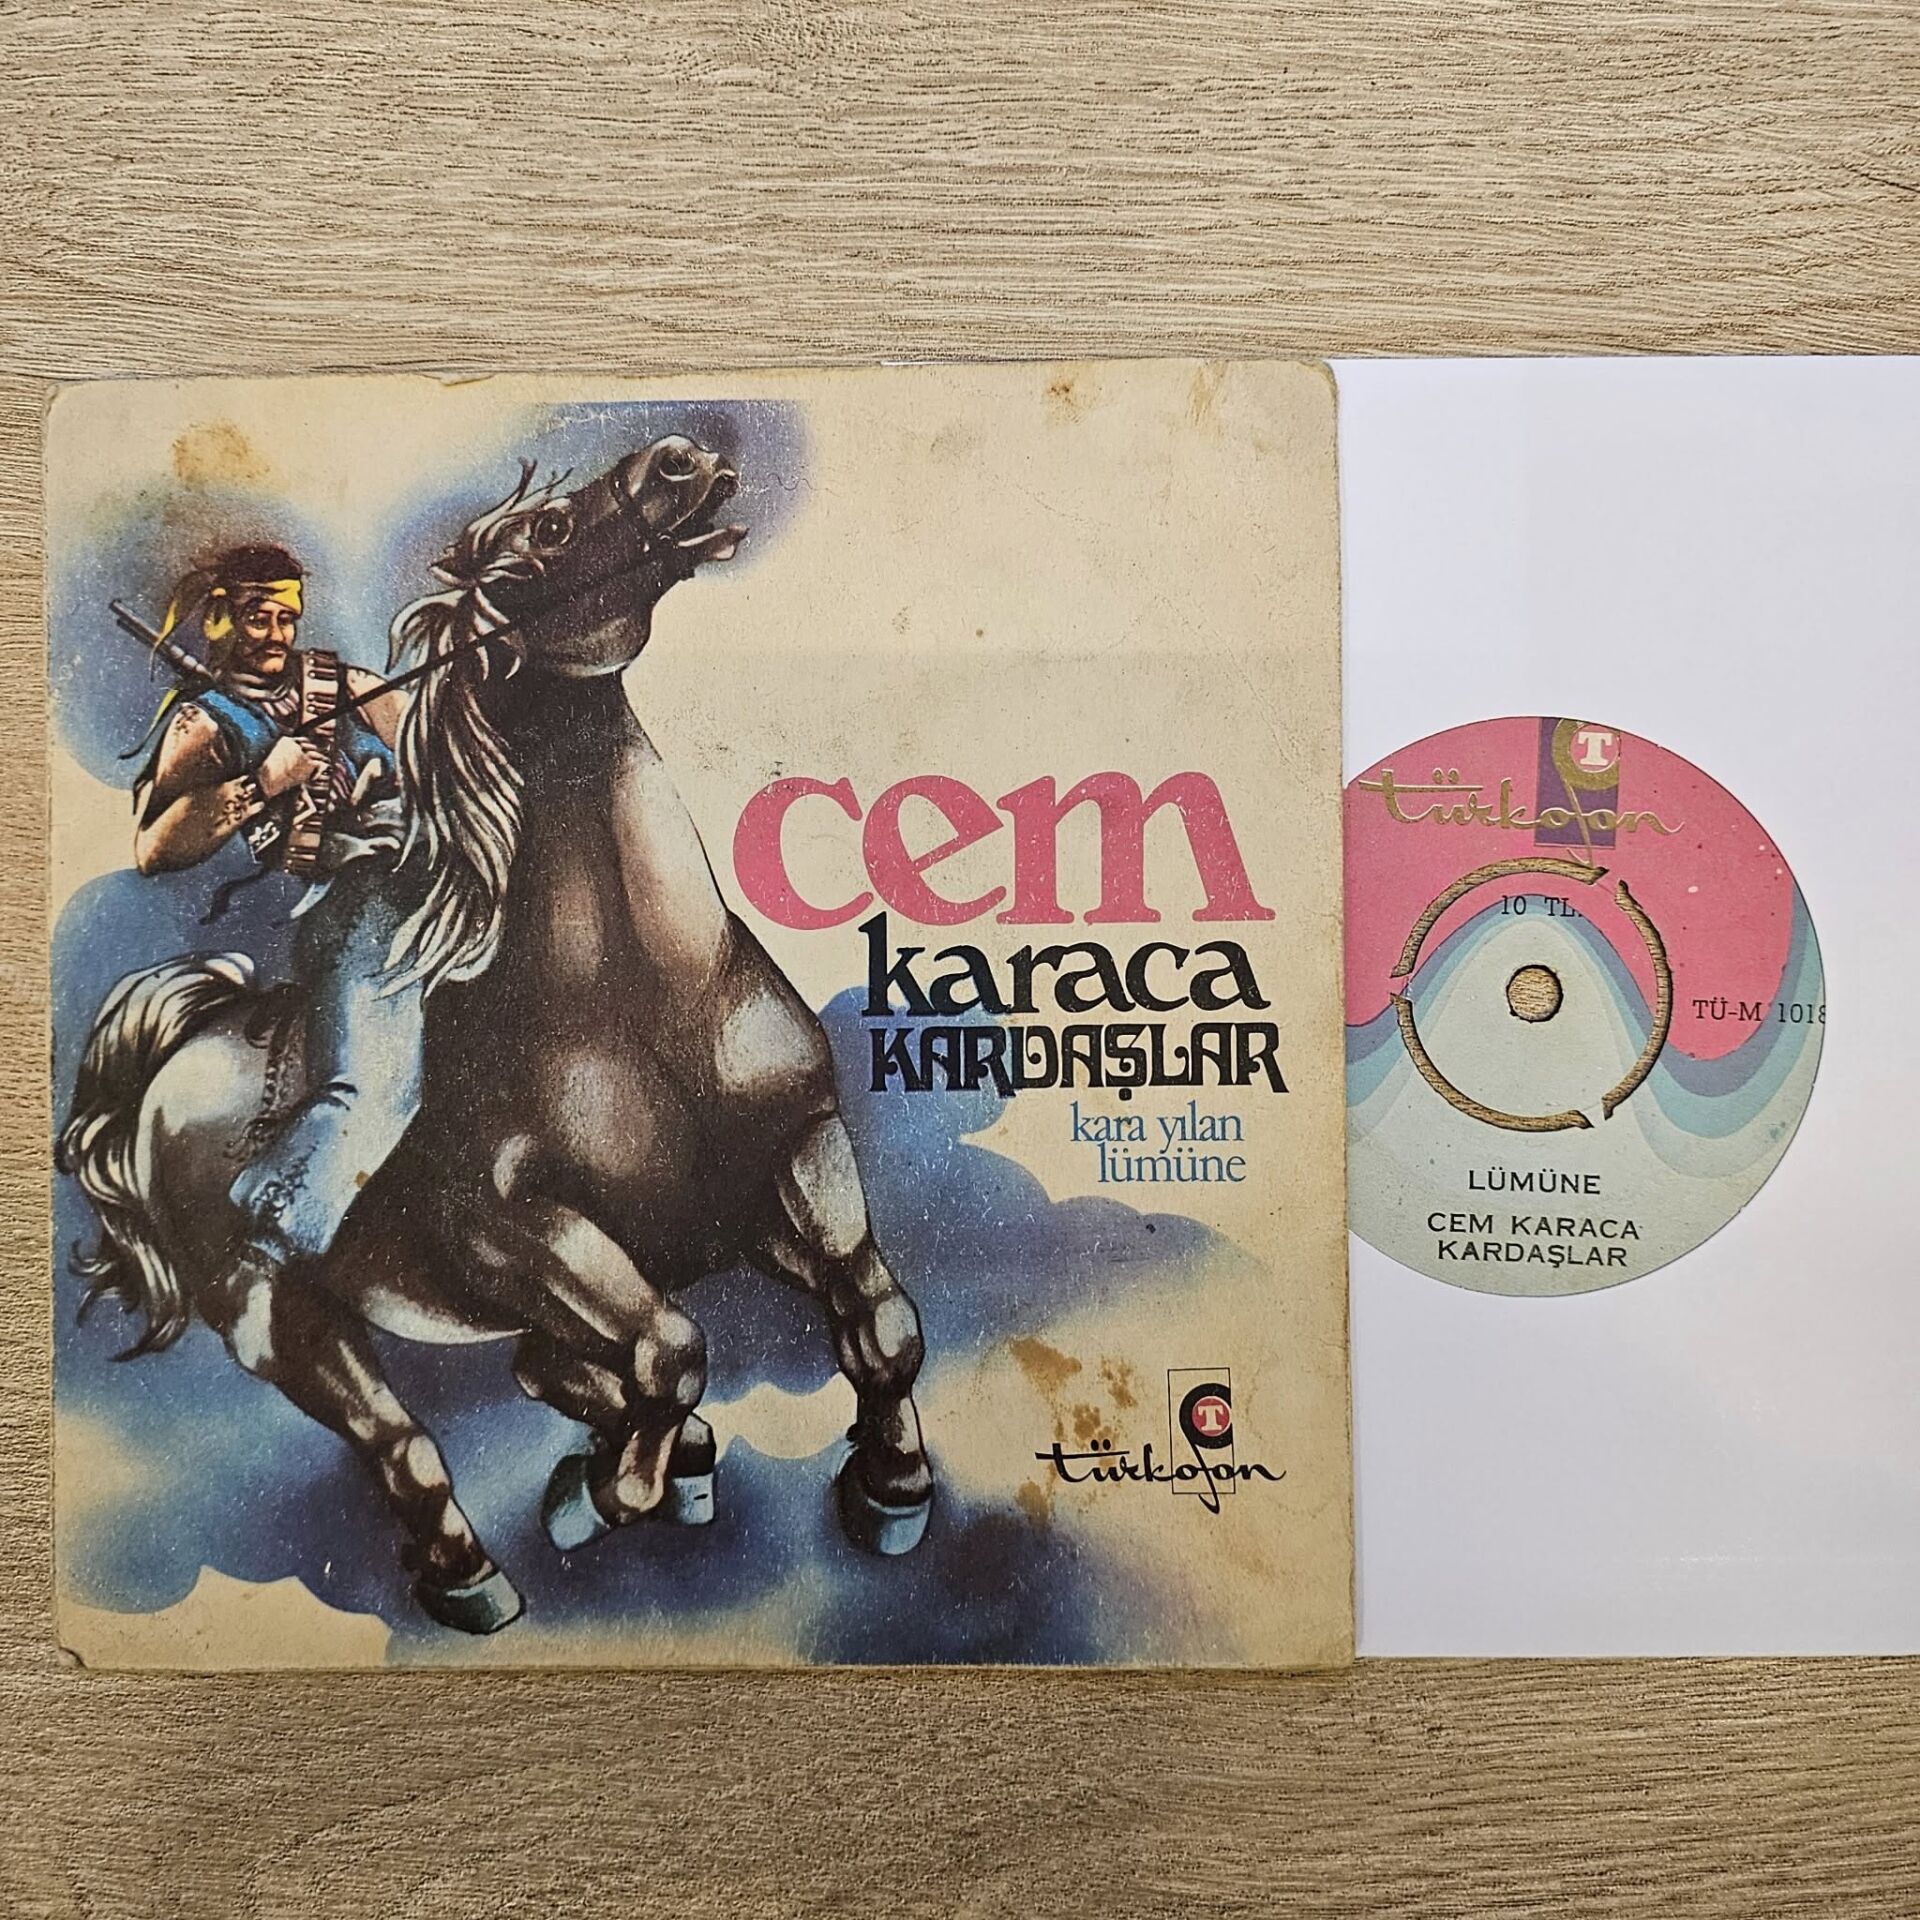 cem
karaca
KARDAŞLAR
kara yılan
lümüne
T
türkofon
T
türkofon
10 TL.
TÜ-M 1018
LÜMÜNE
CEM KARACA
KARDAŞLAR